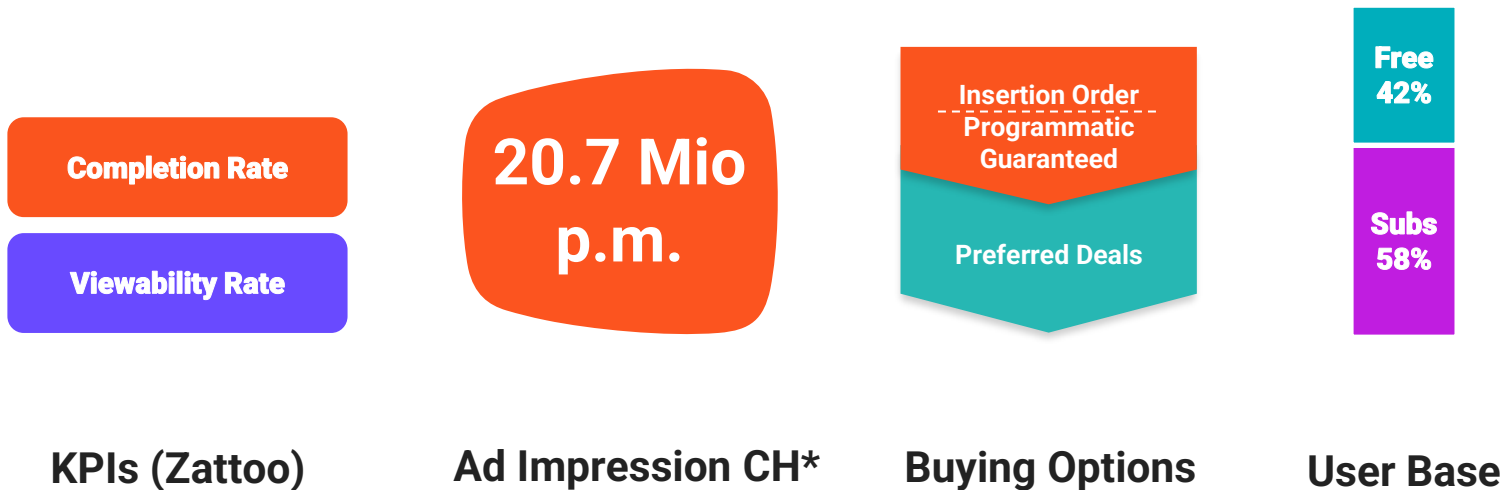 Completion Rate
Viewability Rate
KPIs (Zattoo)
20.7 Mio
p.m.
Ad Impression CH*
Insertion Order
Programmatic
Guaranteed
Preferred Deals
Buying Options
Free
42%
Subs
58%
User Base